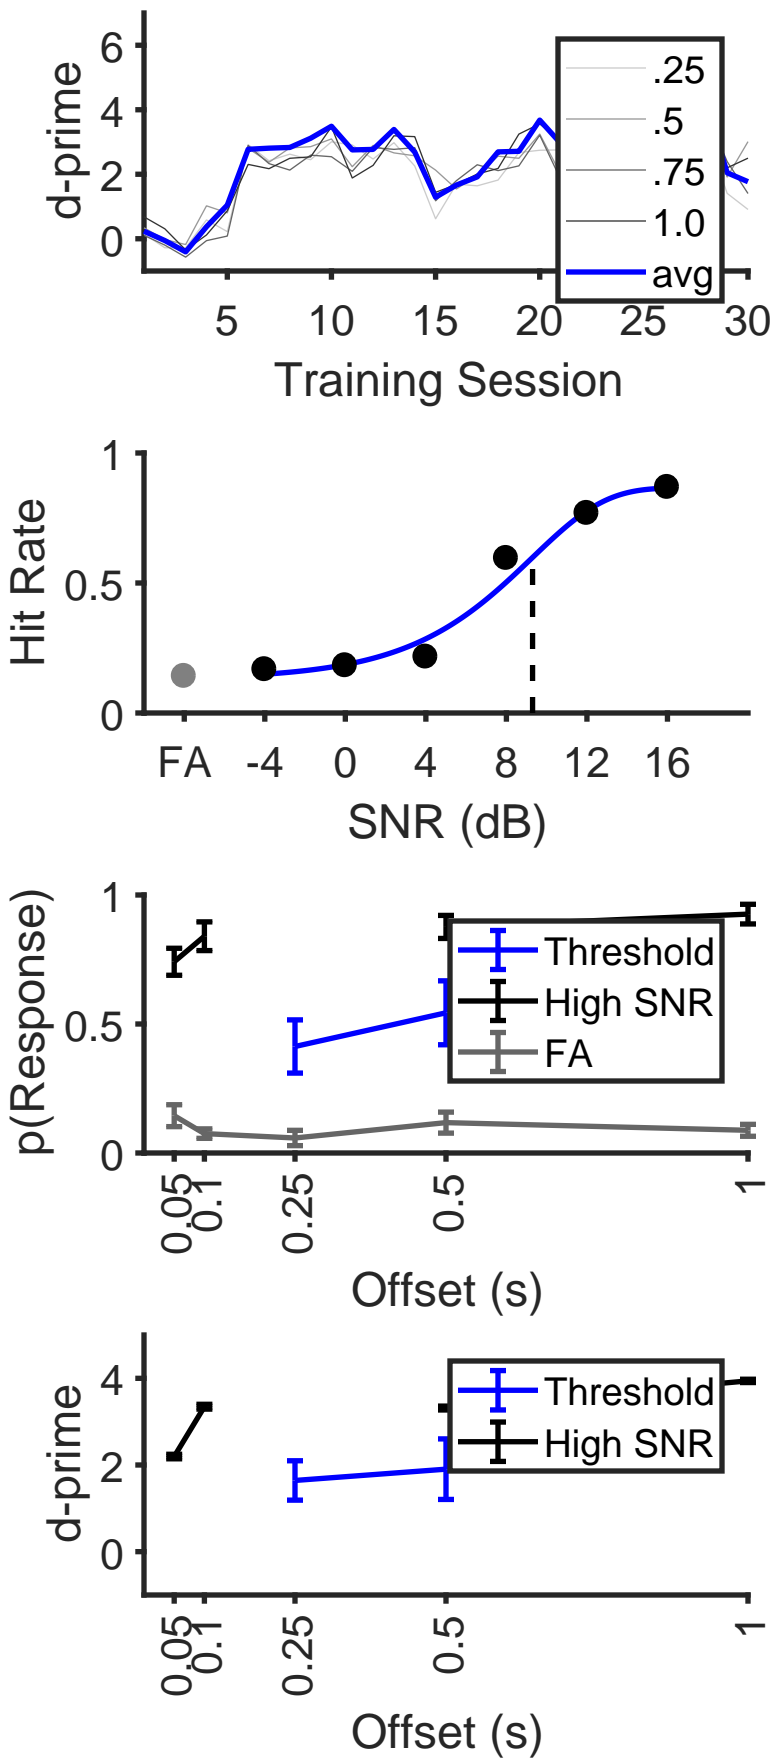 6
4
2
0
d-prime
.25
.5
.75
1.0
avg
5 10 15 20 25 30
Training Session
1
0.5
0
Hit Rate
FA -4 0 4 8 12 16
SNR (dB)
1
0.5
0
p(Response)
Threshold
High SNR
FA
0.05 0.1 0.25 0.5 1
Offset (s)
4
2
0
d-prime
Threshold
High SNR
0.05 0.1 0.25 0.5 1
Offset (s)